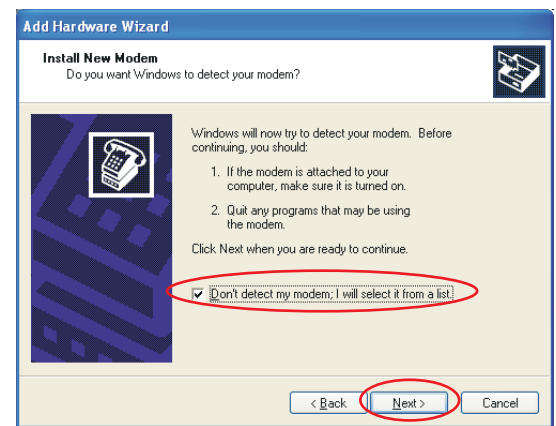 Add Hardware Wizard
Install New Modem
Do you want Windows to detect your modem?
Windows will now try to detect your modem. Before
continuing, you should:
1. If the modem is attached to your
computer, make sure it is turned on.
2. Quit any programs that may be using
the modem.
Click Next when you are ready to continue.
Don't detect my modem; I will select it from a list.
< Back
Next >
Cancel